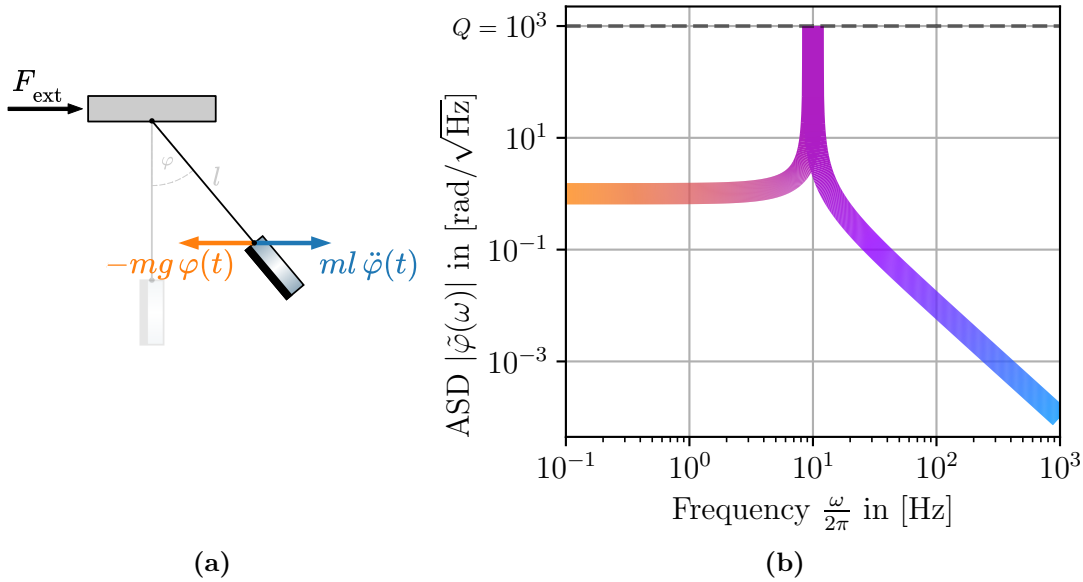 F_ext
φ
l
−mg φ(t)
ml φ̈(t)
(a)
Q = 10^3
10^1
10^−1
10^−3
ASD |φ̃(ω)| in [rad/√Hz]
10^−1
10^0
10^1
10^2
10^3
Frequency ω/2π in [Hz]
(b)